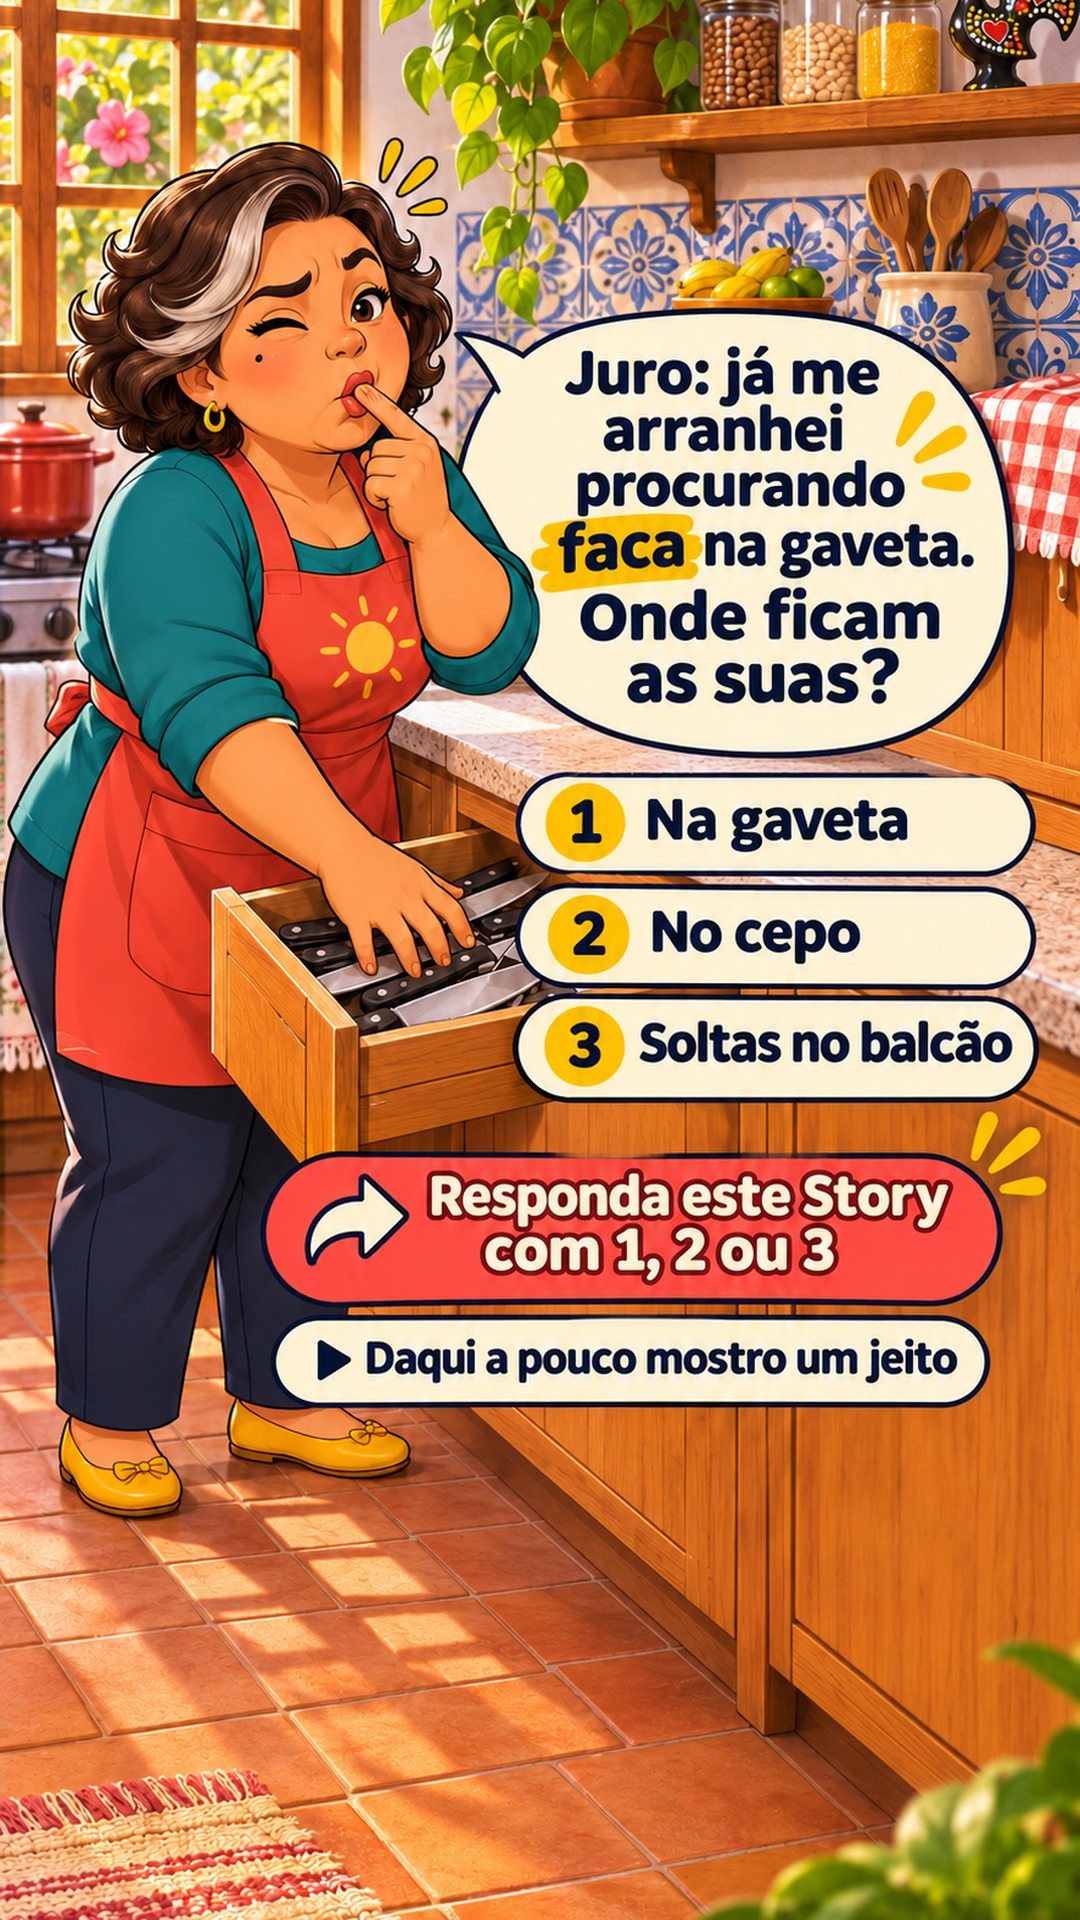 Juro: já me
arranhei
procurando
faca na gaveta.
Onde ficam
as suas?
1 Na gaveta
2 No cepo
3 Soltas no balcão
Responda este Story
com 1, 2 ou 3
Daqui a pouco mostro um jeito